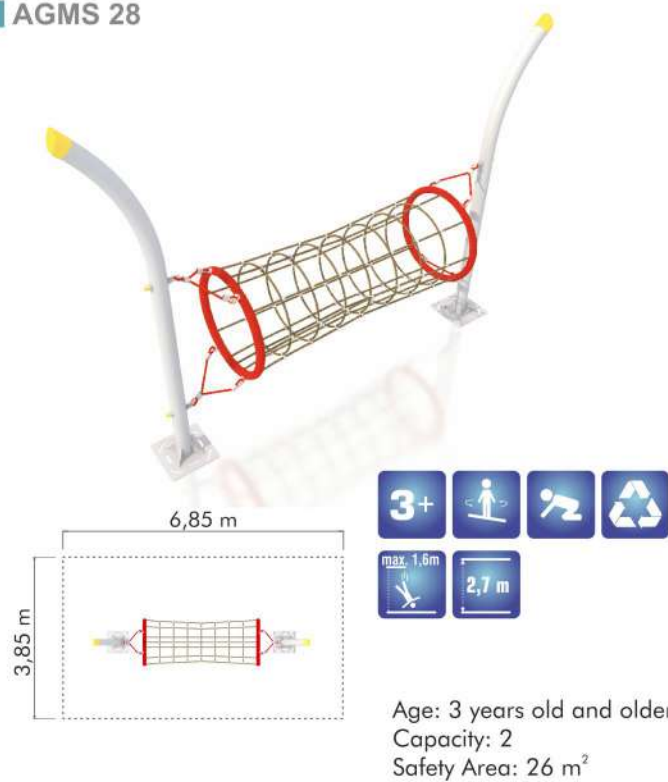 AGMS 28
6,85 m
3,85 m
3+
max. 1,6m
2,7 m
Age: 3 years old and older
Capacity: 2
Safety Area: 26 m²